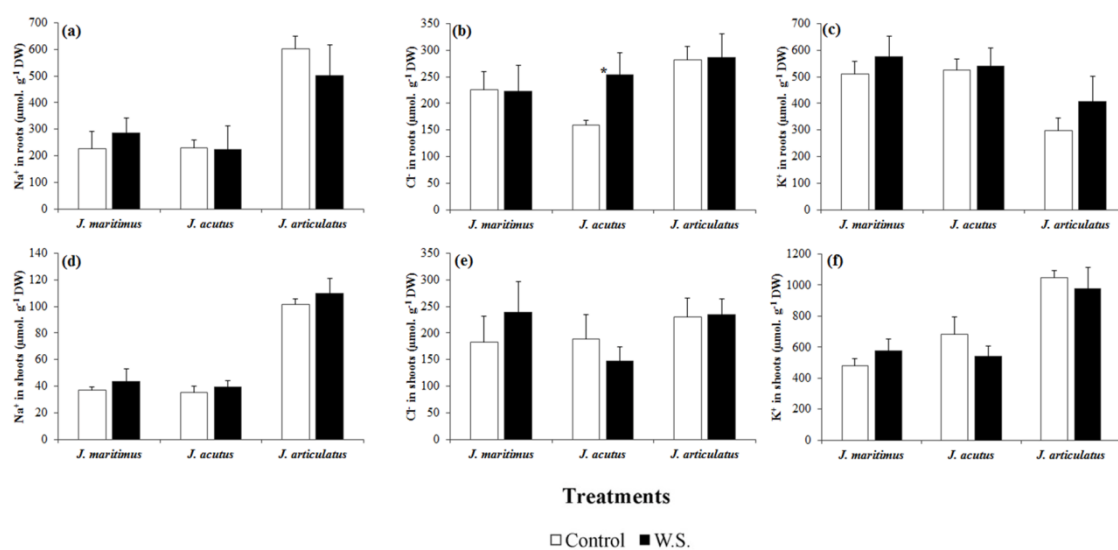 (a)
Na⁺ in roots (µmol. g⁻¹ DW)
700
600
500
400
300
200
100
0
J. maritimus J. acutus J. articulatus
(b)
Cl⁻ in roots (µmol. g⁻¹ DW)
350
300
250
200
150
100
50
0
*
J. maritimus J. acutus J. articulatus
(c)
K⁺ in roots (µmol. g⁻¹ DW)
700
600
500
400
300
200
100
0
J. maritimus J. acutus J. articulatus
(d)
Na⁺ in shoots (µmol. g⁻¹ DW)
140
120
100
80
60
40
20
0
J. maritimus J. acutus J. articulatus
(e)
Cl⁻ in shoots (µmol. g⁻¹ DW)
350
300
250
200
150
100
50
0
J. maritimus J. acutus J. articulatus
(f)
K⁺ in shoots (µmol. g⁻¹ DW)
1200
1000
800
600
400
200
0
J. maritimus J. acutus J. articulatus
Treatments
Control W.S.